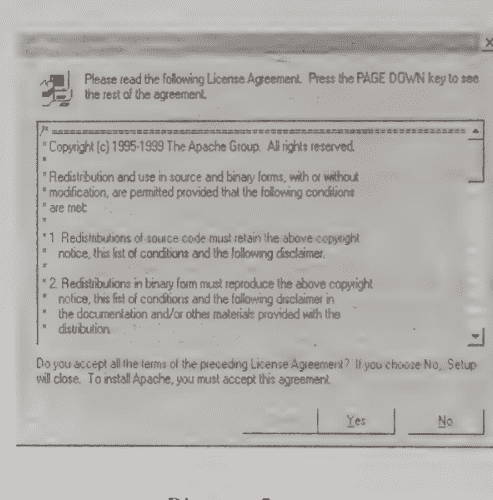 Please read the following License Agreement. Press the PAGE DOWN key to see
the rest of the agreement.
/* ====================================================
* Copyright (c) 1995-1999 The Apache Group. All rights reserved.
*
* Redistribution and use in source and binary forms, with or without
* modification, are permitted provided that the following conditions
* are met:
*
* 1. Redistributions of source code must retain the above copyright
* notice, this list of conditions and the following disclaimer.
*
* 2. Redistributions in binary form must reproduce the above copyright
* notice, this list of conditions and the following disclaimer in
* the documentation and/or other materials provided with the
* distribution.
Do you accept all the terms of the preceding License Agreement? If you choose No, Setup
will close. To install Apache, you must accept this agreement.
Yes
No